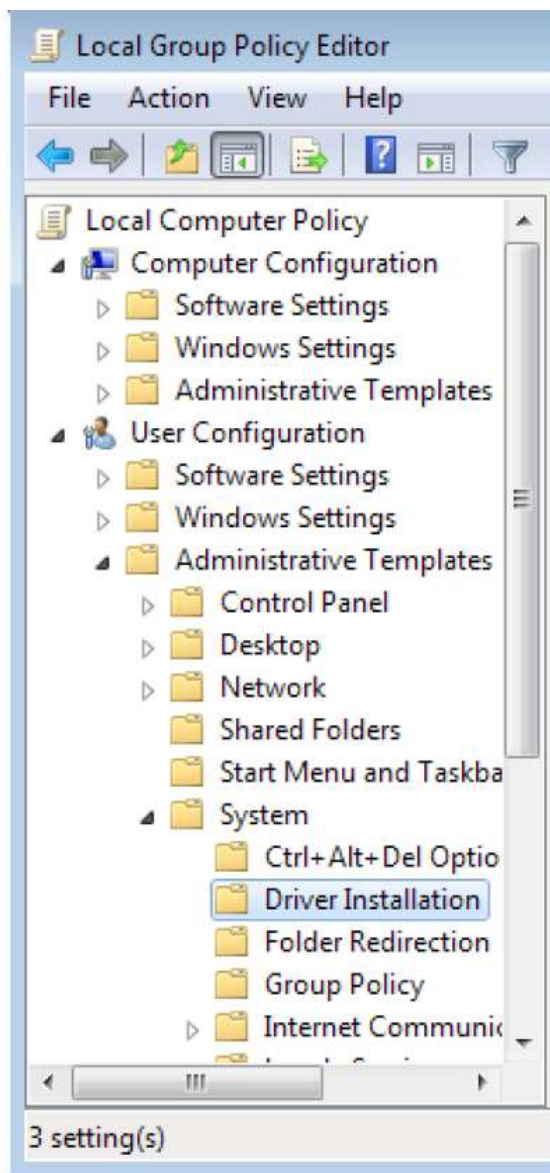 Local Group Policy Editor
File Action View Help
Local Computer Policy
Computer Configuration
Software Settings
Windows Settings
Administrative Templates
User Configuration
Software Settings
Windows Settings
Administrative Templates
Control Panel
Desktop
Network
Shared Folders
Start Menu and Taskba
System
Ctrl+Alt+Del Optio
Driver Installation
Folder Redirection
Group Policy
Internet Communic
3 setting(s)